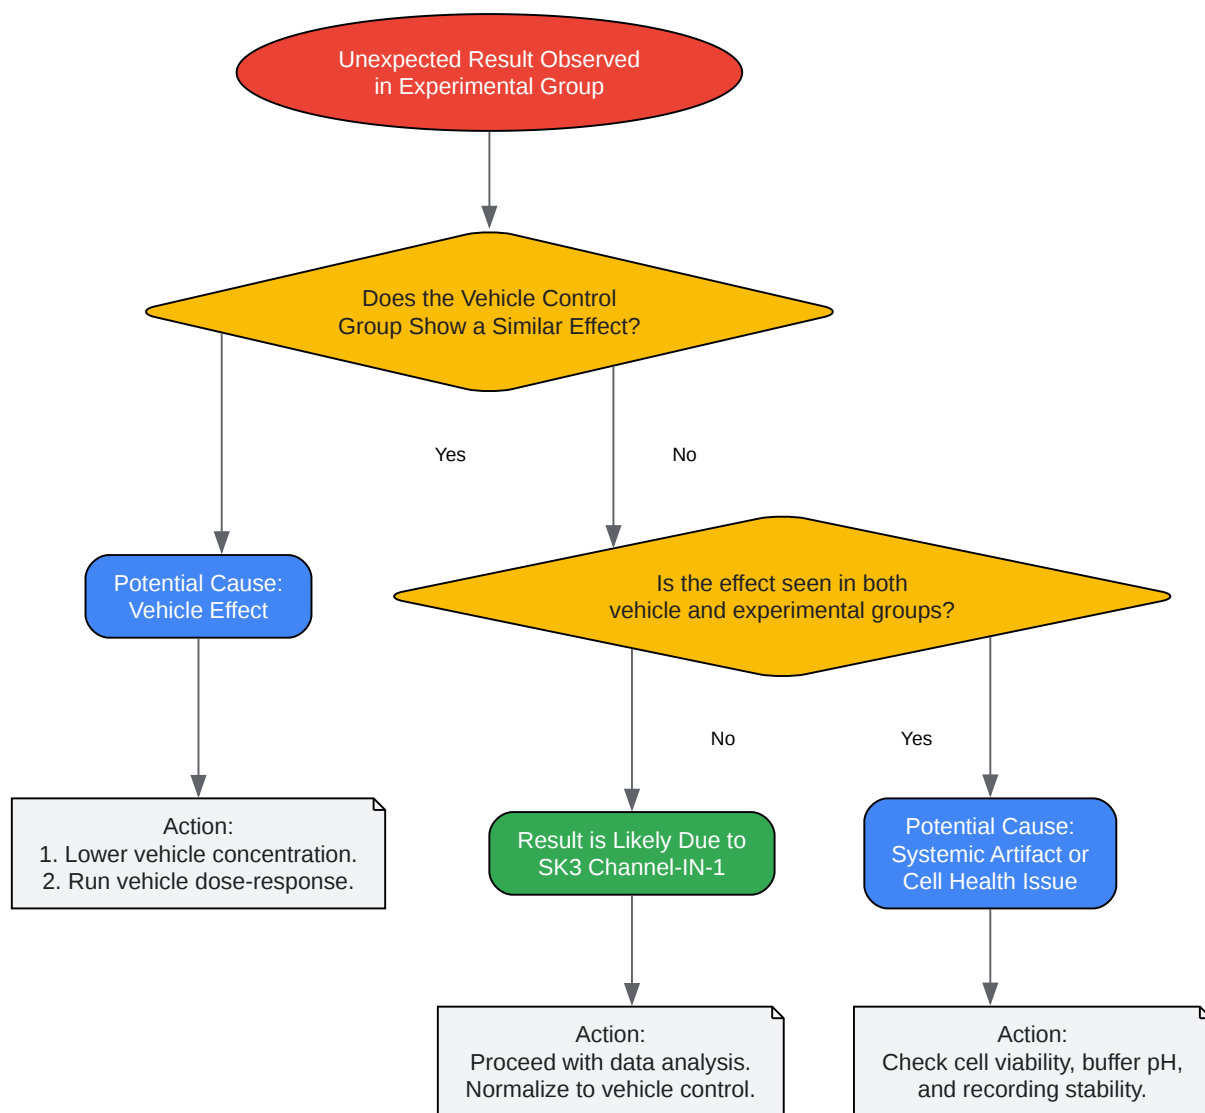 Unexpected Result Observed
in Experimental Group
Does the Vehicle Control
Group Show a Similar Effect?
Yes
No
Potential Cause:
Vehicle Effect
Is the effect seen in both
vehicle and experimental groups?
No
Yes
Action:
1. Lower vehicle concentration.
2. Run vehicle dose-response.
Result is Likely Due to
SK3 Channel-IN-1
Potential Cause:
Systemic Artifact or
Cell Health Issue
Action:
Proceed with data analysis.
Normalize to vehicle control.
Action:
Check cell viability, buffer pH,
and recording stability.